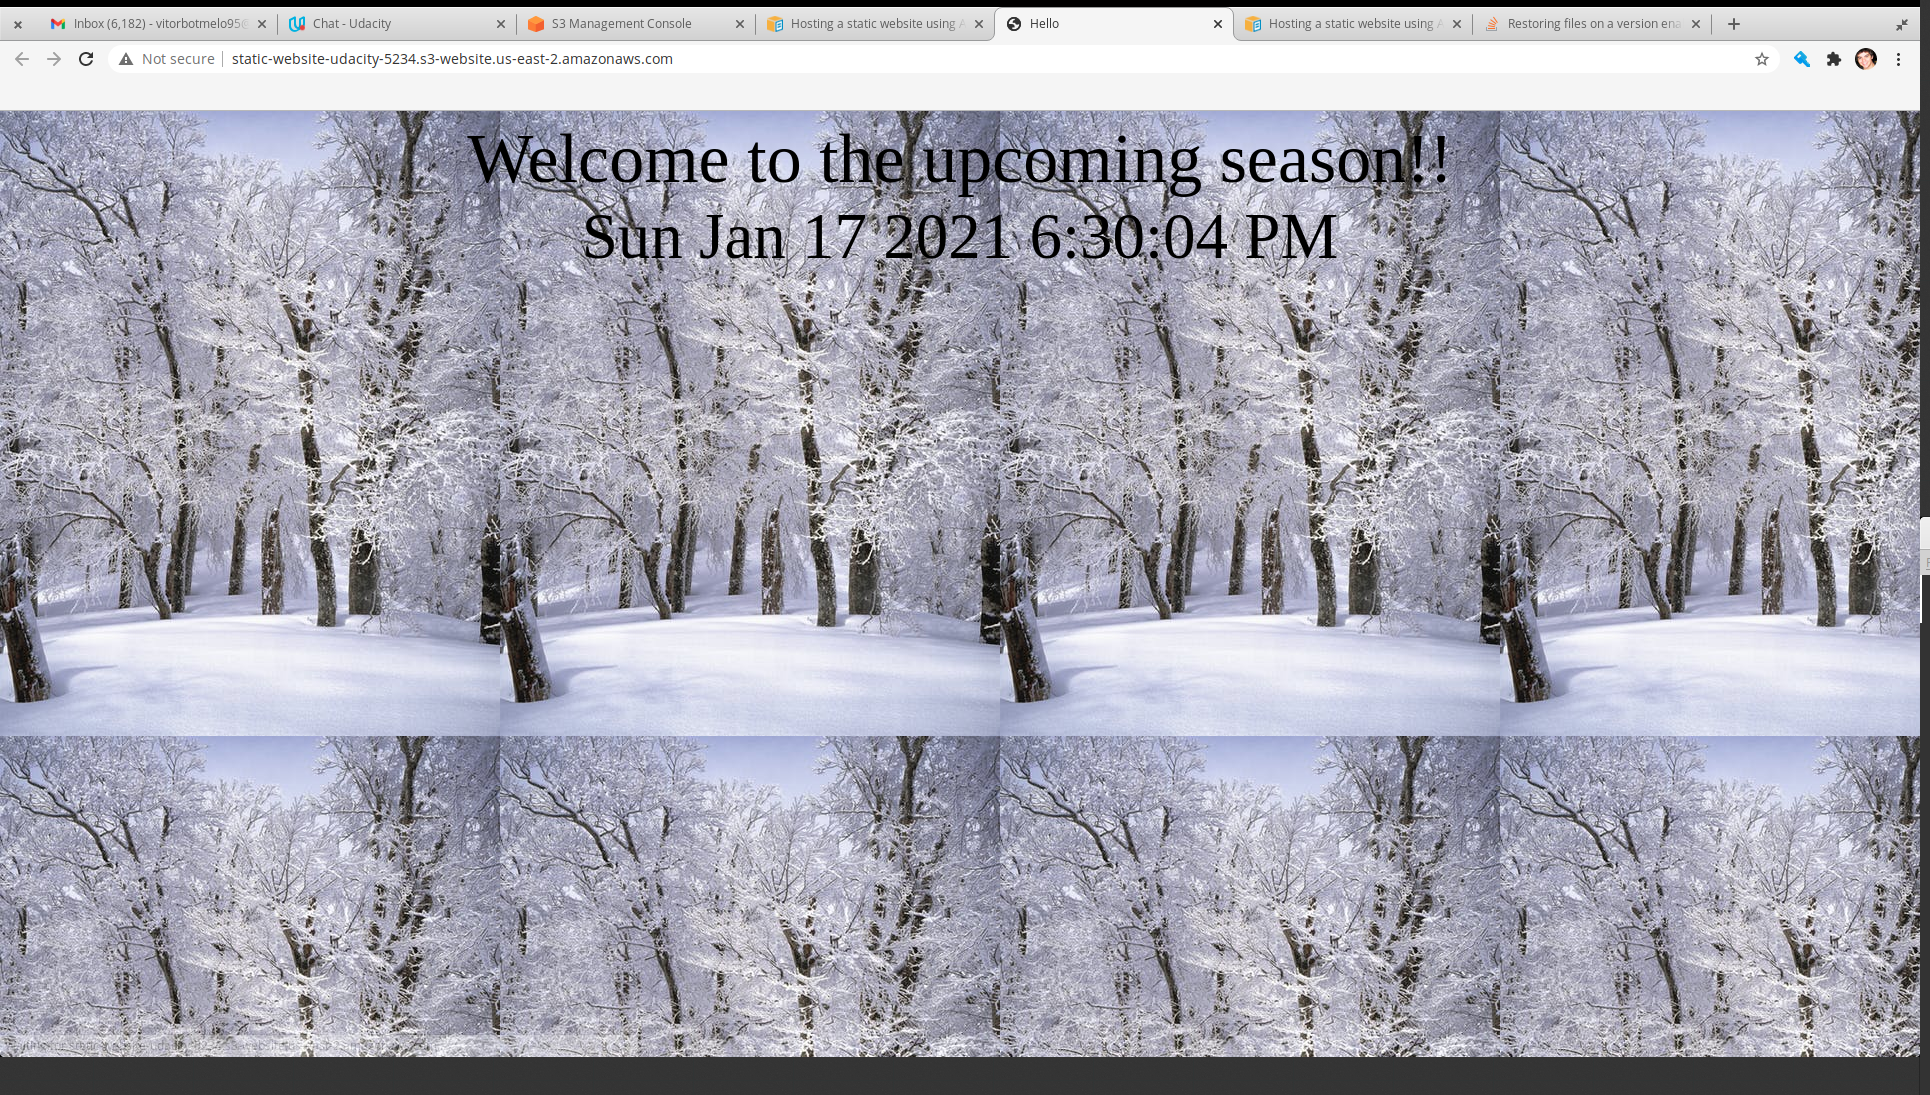 Inbox (6,182) - vitorbotmelo95@
Chat - Udacity
S3 Management Console
Hosting a static website using A
Hello
Hosting a static website using A
Restoring files on a version ena
Not secure
static-website-udacity-5234.s3-website.us-east-2.amazonaws.com
Welcome to the upcoming season!!
Sun Jan 17 2021 6:30:04 PM